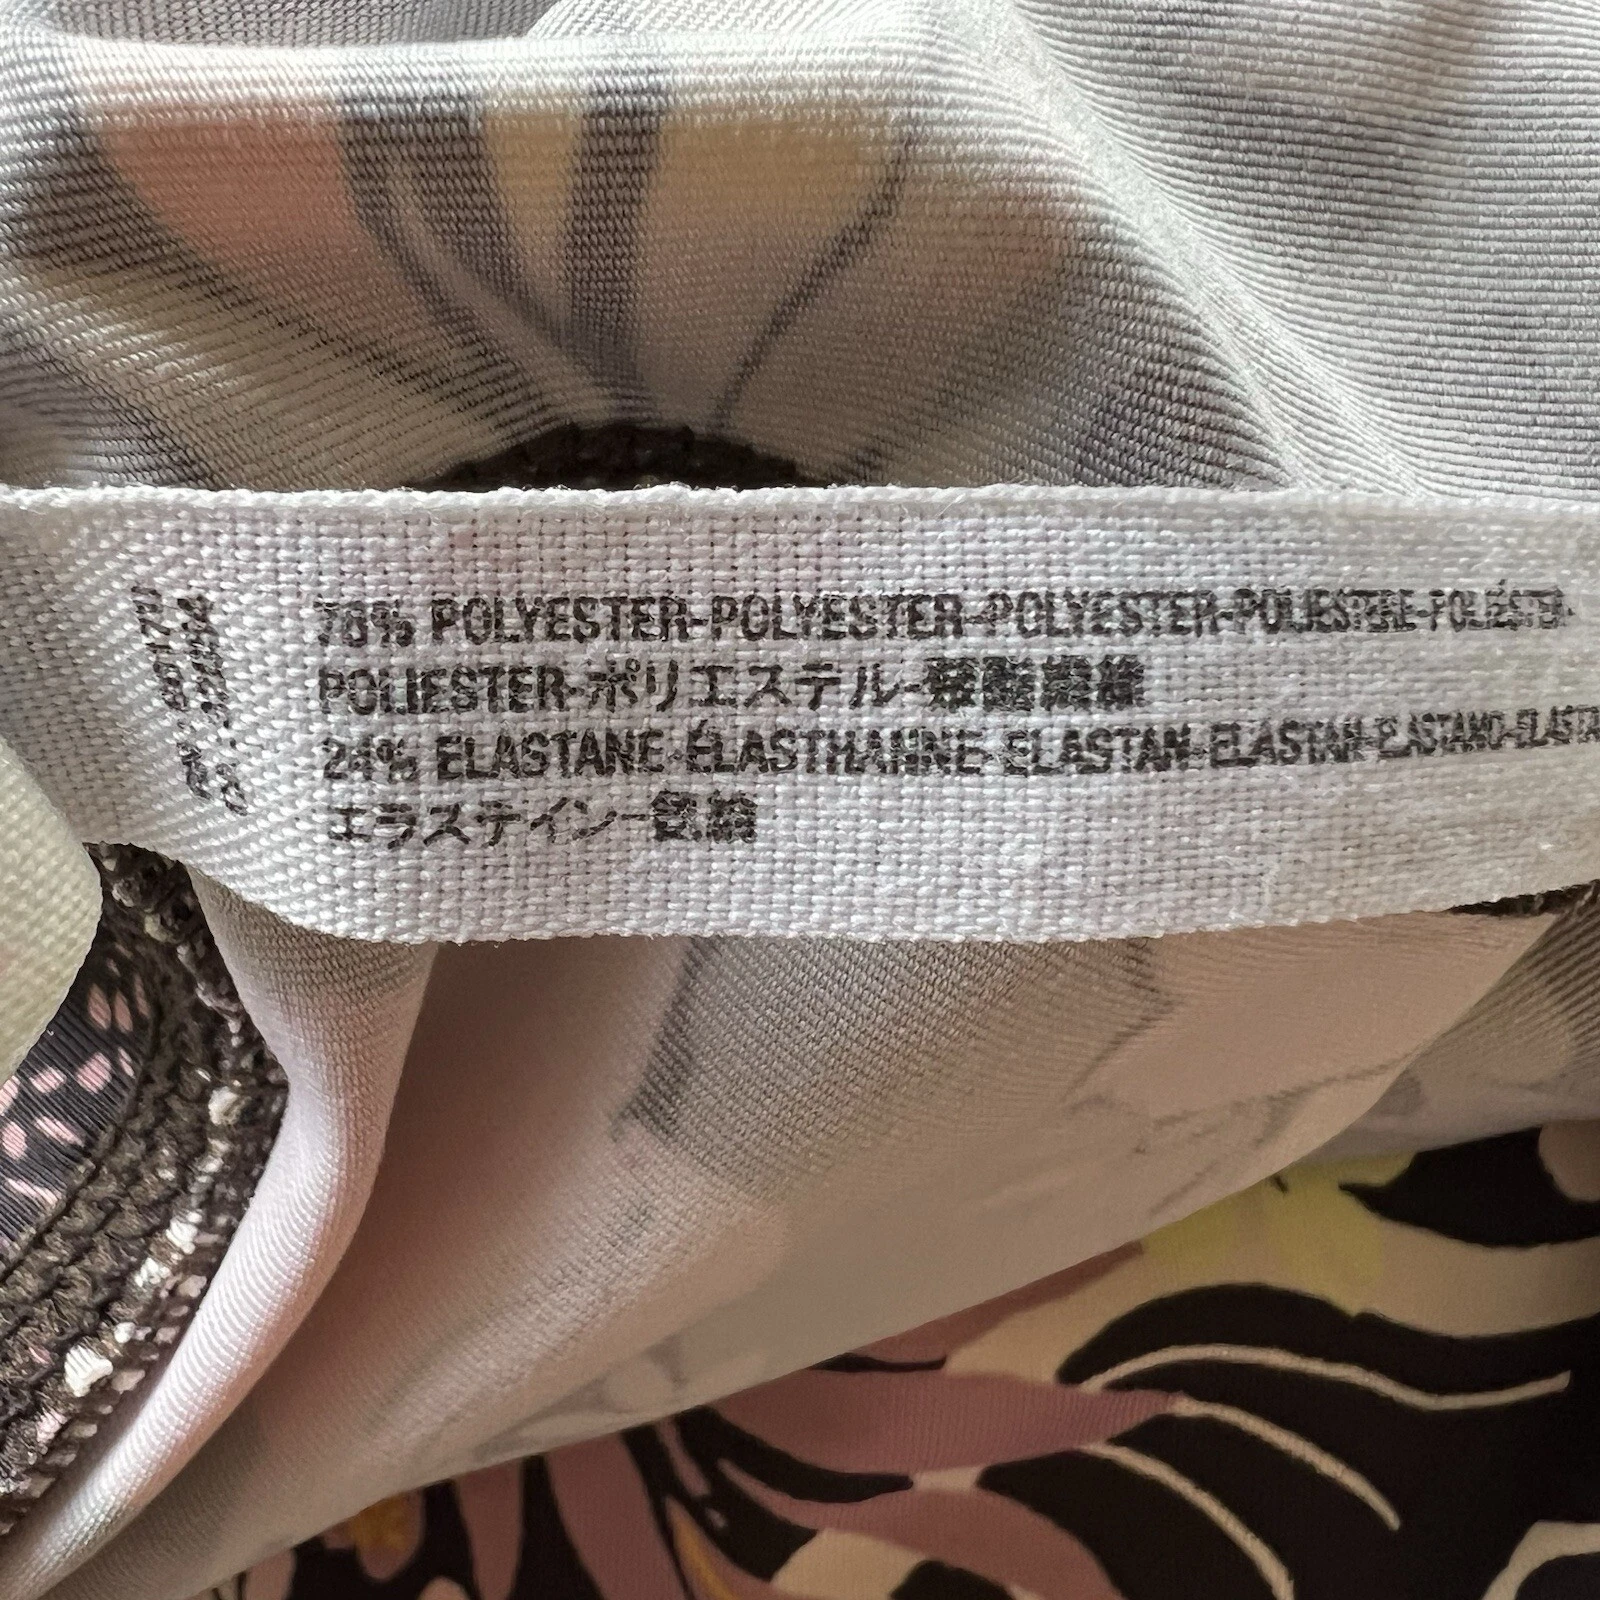 76% POLYESTER-POLYESTER-POLYESTER-POLIESTERE-POLIÉSTER-
POLIESTER-ポリエステル-聚酯纖維
24% ELASTANE-ÉLASTHANNE-ELASTAN-ELASTAN-ELASTANO-ELASTA
エラステイン-氨綸